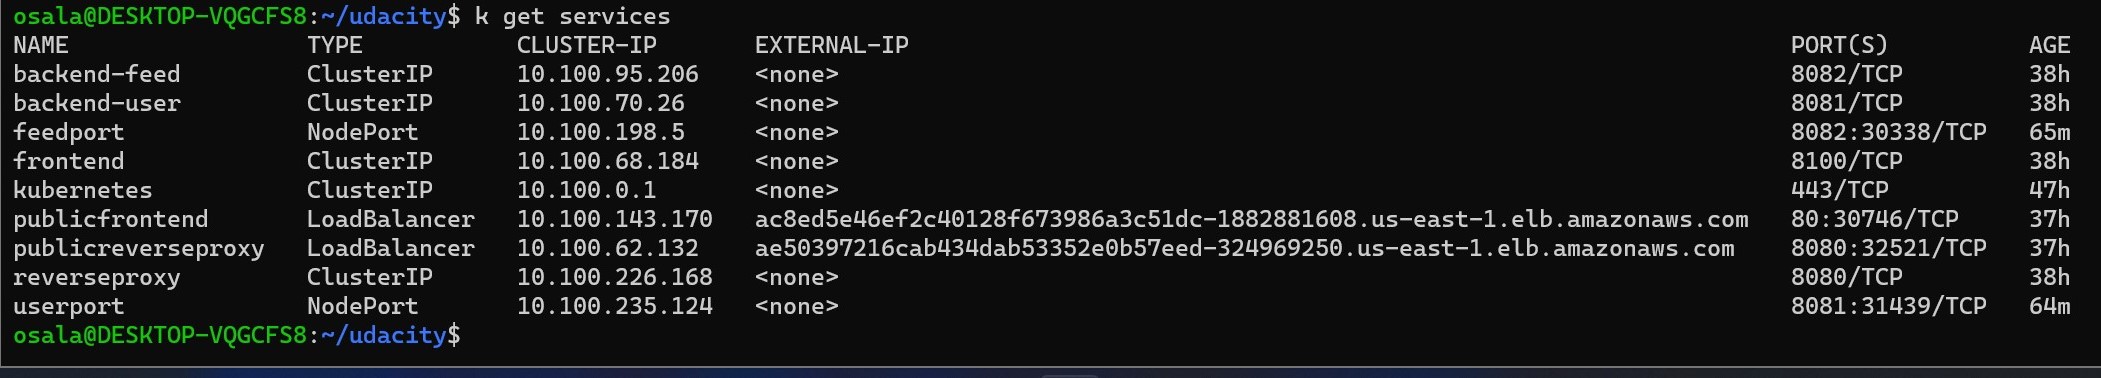 osala@DESKTOP-VQGCFS8:~/udacity$ k get services
NAME TYPE CLUSTER-IP EXTERNAL-IP PORT(S) AGE
backend-feed ClusterIP 10.100.95.206 <none> 8082/TCP 38h
backend-user ClusterIP 10.100.70.26 <none> 8081/TCP 38h
feedport NodePort 10.100.198.5 <none> 8082:30338/TCP 65m
frontend ClusterIP 10.100.68.184 <none> 8100/TCP 38h
kubernetes ClusterIP 10.100.0.1 <none> 443/TCP 47h
publicfrontend LoadBalancer 10.100.143.170 ac8ed5e46ef2c40128f673986a3c51dc-1882881608.us-east-1.elb.amazonaws.com 80:30746/TCP 37h
publicreverseproxy LoadBalancer 10.100.62.132 ae50397216cab434dab53352e0b57eed-324969250.us-east-1.elb.amazonaws.com 8080:32521/TCP 37h
reverseproxy ClusterIP 10.100.226.168 <none> 8080/TCP 38h
userport NodePort 10.100.235.124 <none> 8081:31439/TCP 64m
osala@DESKTOP-VQGCFS8:~/udacity$